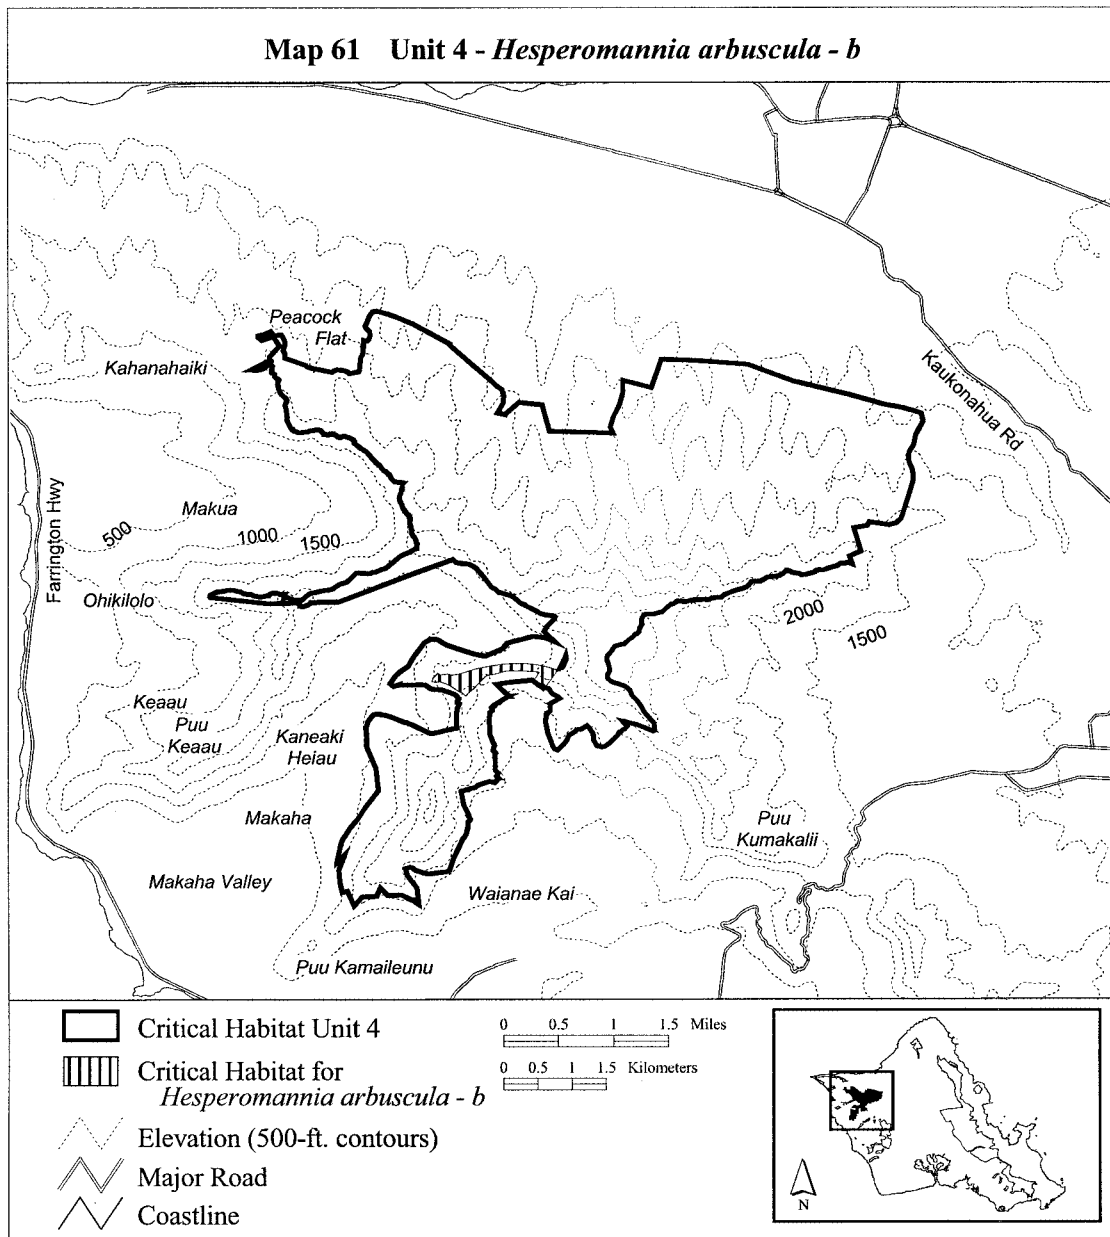 Map 61 Unit 4 - Hesperomannia arbuscula - b
Peacock
Flat
Kahanahaiki
Kaukonahua Rd
Farrington Hwy
Makua
500
1000
1500
Ohikilolo
2000
1500
Keaau
Puu
Keaau
Kaneaki
Heiau
Makaha
Puu
Kumakalii
Makaha Valley
Waianae Kai
Puu Kamaileunu
Critical Habitat Unit 4
Critical Habitat for
Hesperomannia arbuscula - b
Elevation (500-ft. contours)
Major Road
Coastline
0 0.5 1 1.5 Miles
0 0.5 1 1.5 Kilometers
N